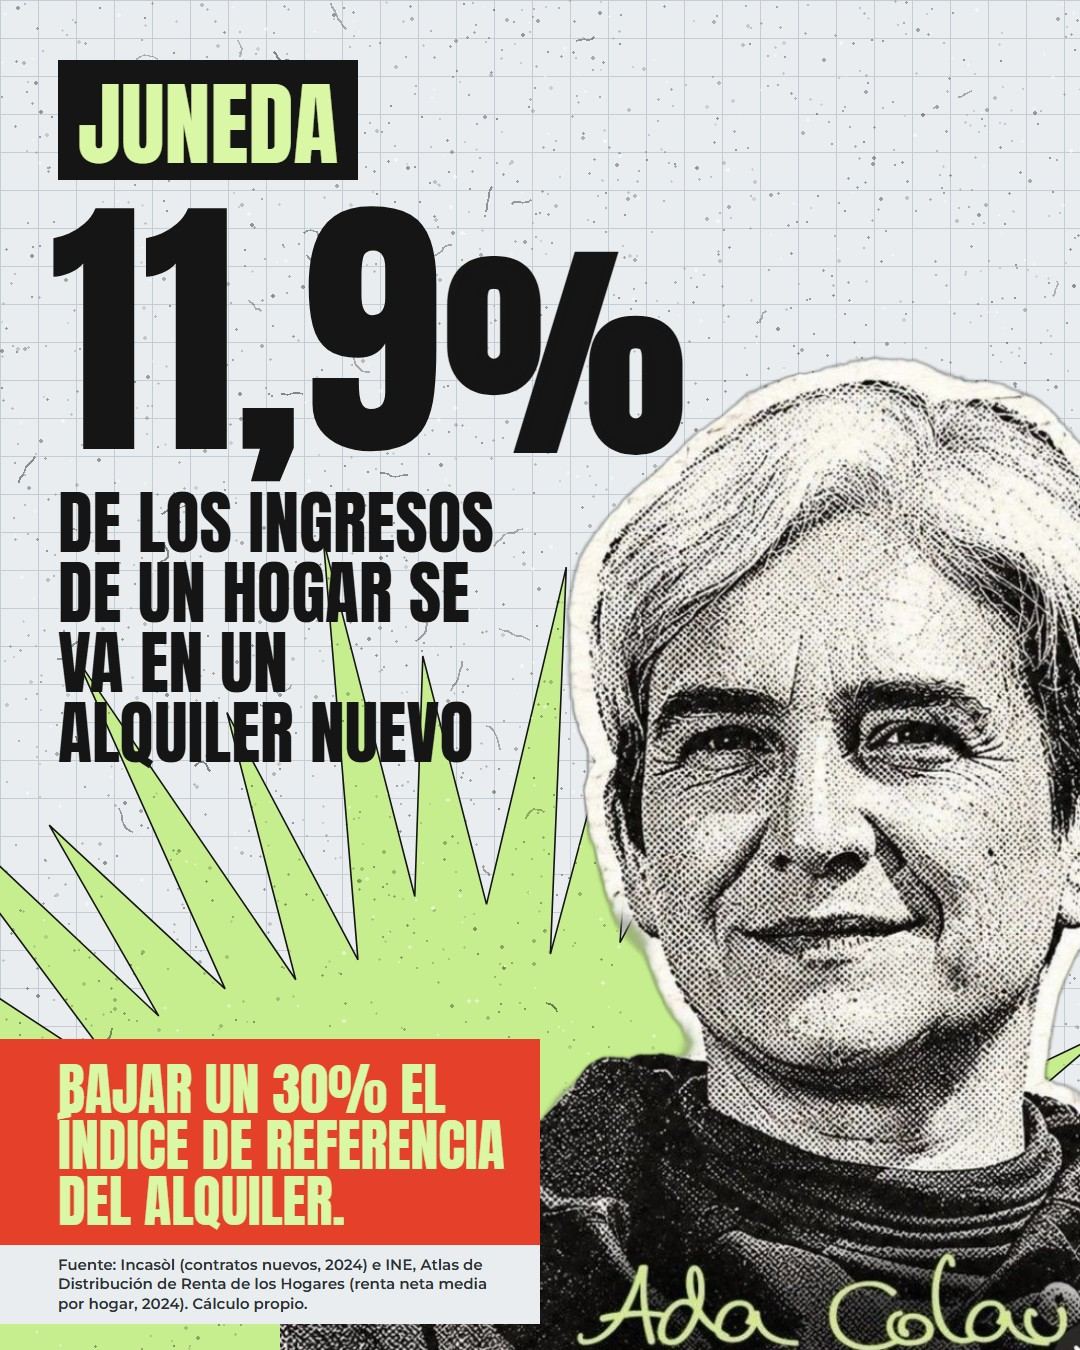 JUNEDA
11,9%
DE LOS INGRESOS
DE UN HOGAR SE
VA EN UN
ALQUILER NUEVO
BAJAR UN 30% EL
ÍNDICE DE REFERENCIA
DEL ALQUILER.
Fuente: Incasòl (contratos nuevos, 2024) e INE, Atlas de
Distribución de Renta de los Hogares (renta neta media
por hogar, 2024). Cálculo propio.
Ada Colau